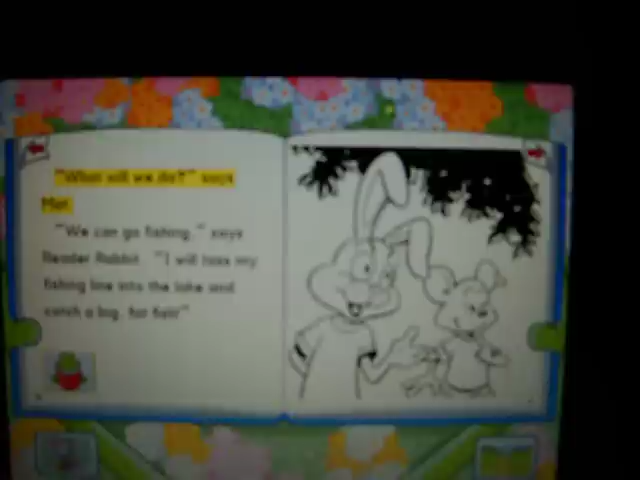 "What will we do?" says
Mat.
"We can go fishing," says
Reader Rabbit. "I will toss my
fishing line into the lake and
catch a big, fat fish!"